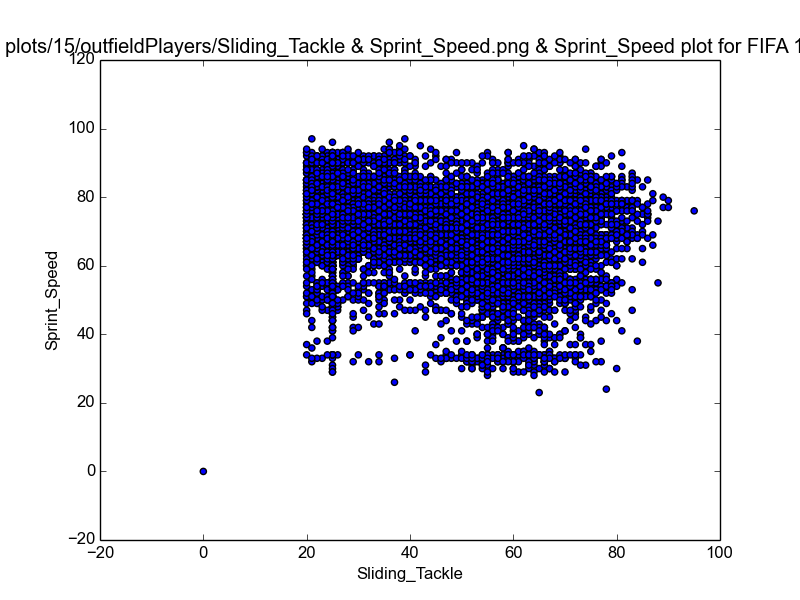 plots/15/outfieldPlayers/Sliding_Tackle & Sprint_Speed.png & Sprint_Speed plot for FIFA 1
120
100
80
60
40
20
0
−20
Sprint_Speed
−20 0 20 40 60 80 100
Sliding_Tackle